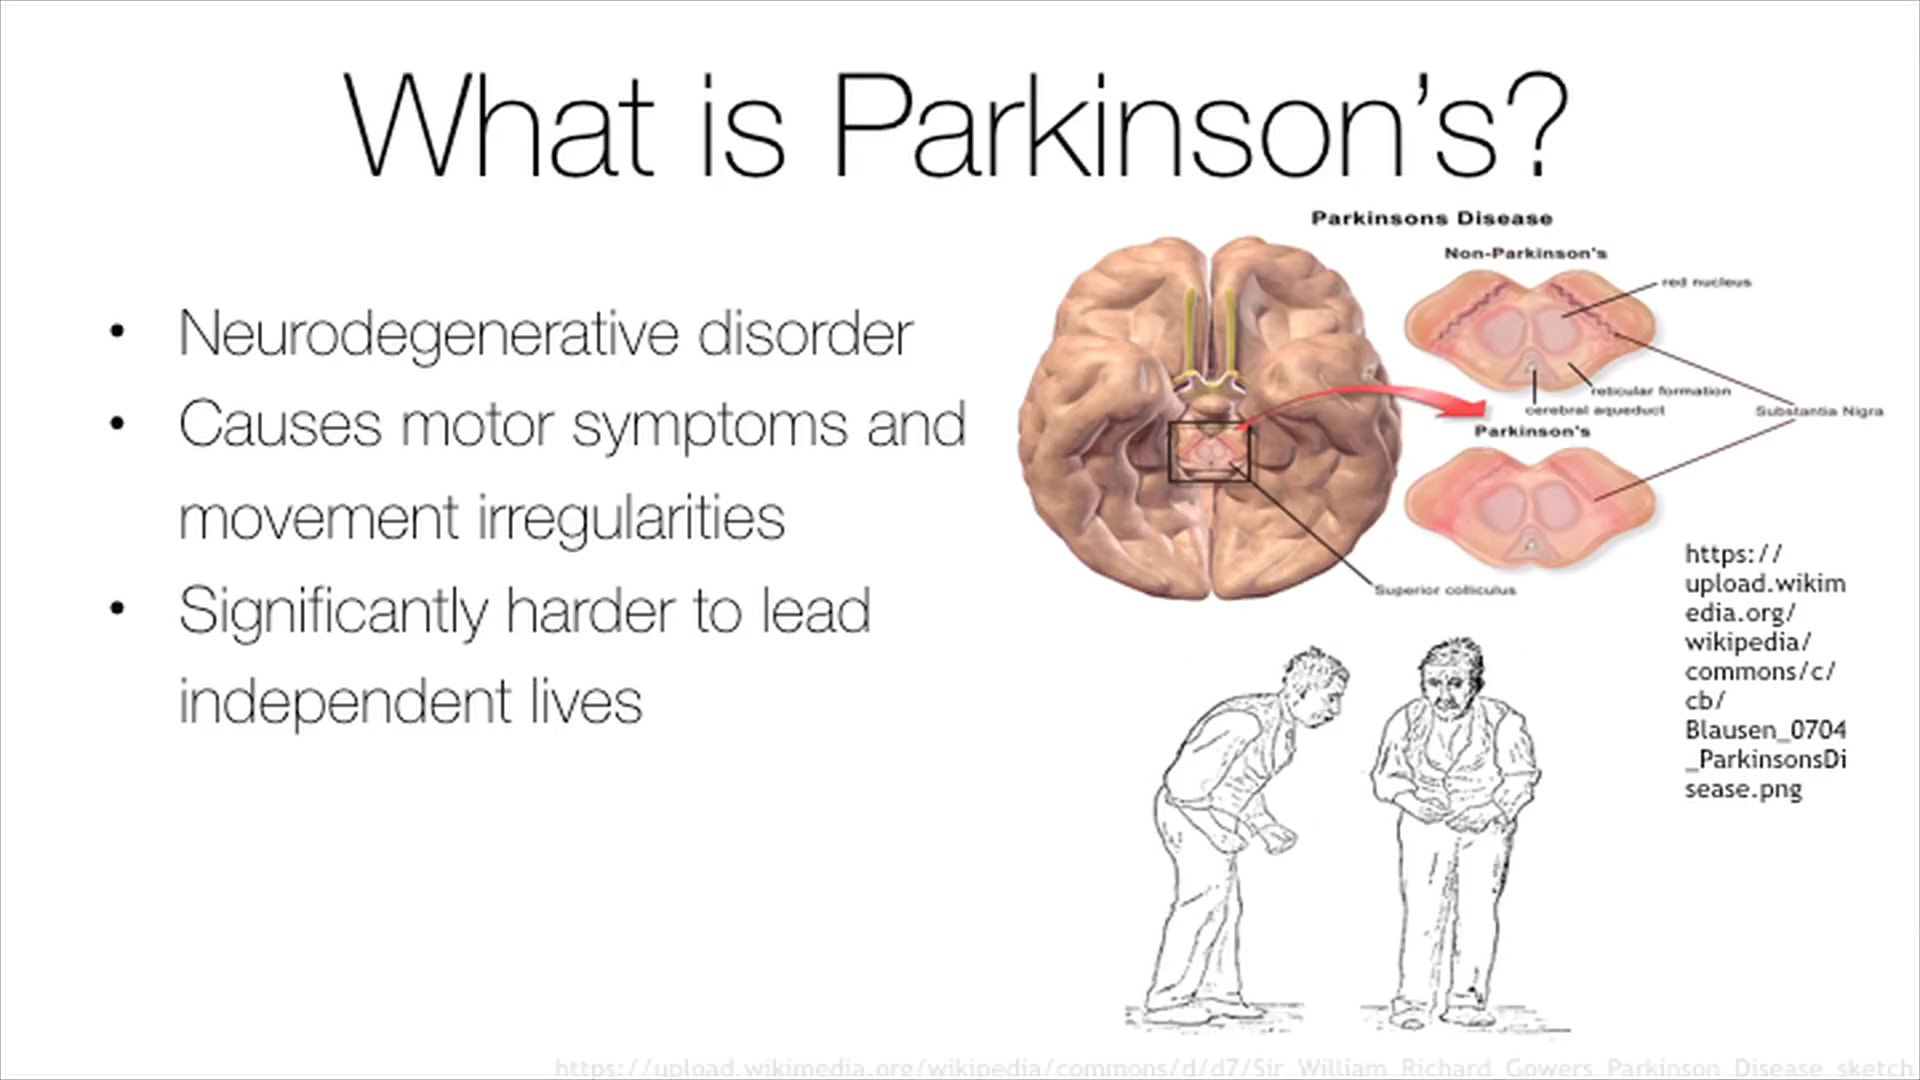 What is Parkinson's?
• Neurodegenerative disorder
• Causes motor symptoms and
movement irregularities
• Significantly harder to lead
independent lives
Parkinsons Disease
Non-Parkinson's
red nucleus
reticular formation
cerebral aqueduct
Substantia Nigra
Parkinson's
Superior colliculus
https://
upload.wikim
edia.org/
wikipedia/
commons/c/
cb/
Blausen_0704
_ParkinsonsDi
sease.png
https://upload.wikimedia.org/wikipedia/commons/d/d7/Sir_William_Richard_Gowers_Parkinson_Disease_sketch